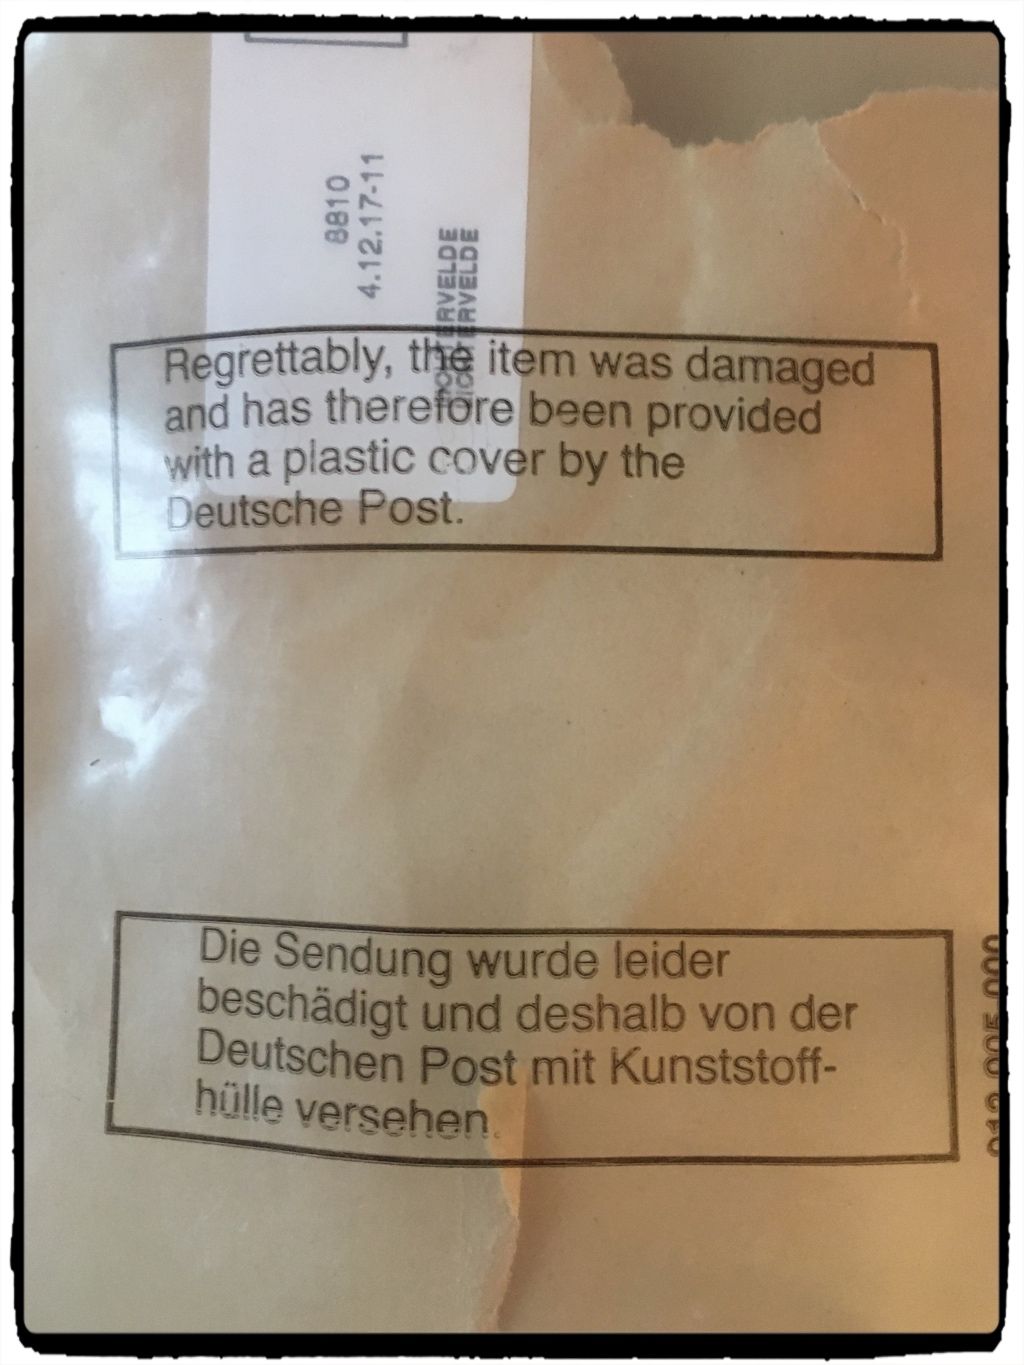 8810
4.12.17-11
Regrettably, the item was damaged
and has therefore been provided
with a plastic cover by the
Deutsche Post.
Die Sendung wurde leider
beschädigt und deshalb von der
Deutschen Post mit Kunststoff-
hülle versehen.